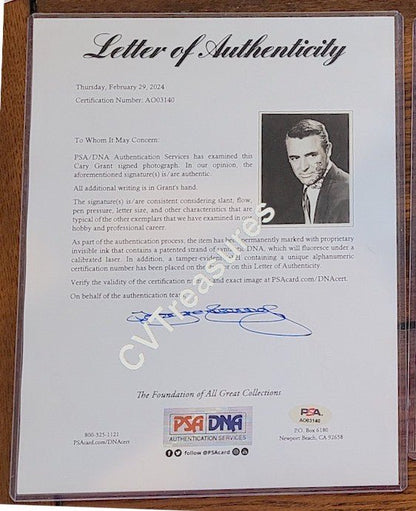 Letter of Authenticity
Thursday, February 29, 2024
Certification Number: AO03140
To Whom It May Concern:
PSA/DNA Authentication Services has examined this
Cary Grant signed photograph. In our opinion, the
aforementioned signature(s) is/are authentic.
All additional writing is in Grant's hand.
The signature(s) is/are consistent considering slant, flow,
pen pressure, letter size, and other characteristics that are
typical of the other exemplars that we have examined in our
hobby and professional career.
As part of the authentication process, the item has been permanently marked with proprietary
invisible ink that contains a patented strand of synthetic DNA, which will fluoresce under a
calibrated laser. In addition, a tamper-evident label containing a unique alphanumeric
certification number has been placed on the item and on this Letter of Authenticity.
Verify the validity of the certification number and exact image at PSAcard.com/DNAcert.
On behalf of the authentication team,
CVTreasures
The Foundation of All Great Collections
800-325-1121
PSAcard.com/DNAcert
PSA DNA
AUTHENTICATION SERVICES
follow @PSAcard
PSA
AO03140
P.O. Box 6180
Newport Beach, CA 92658